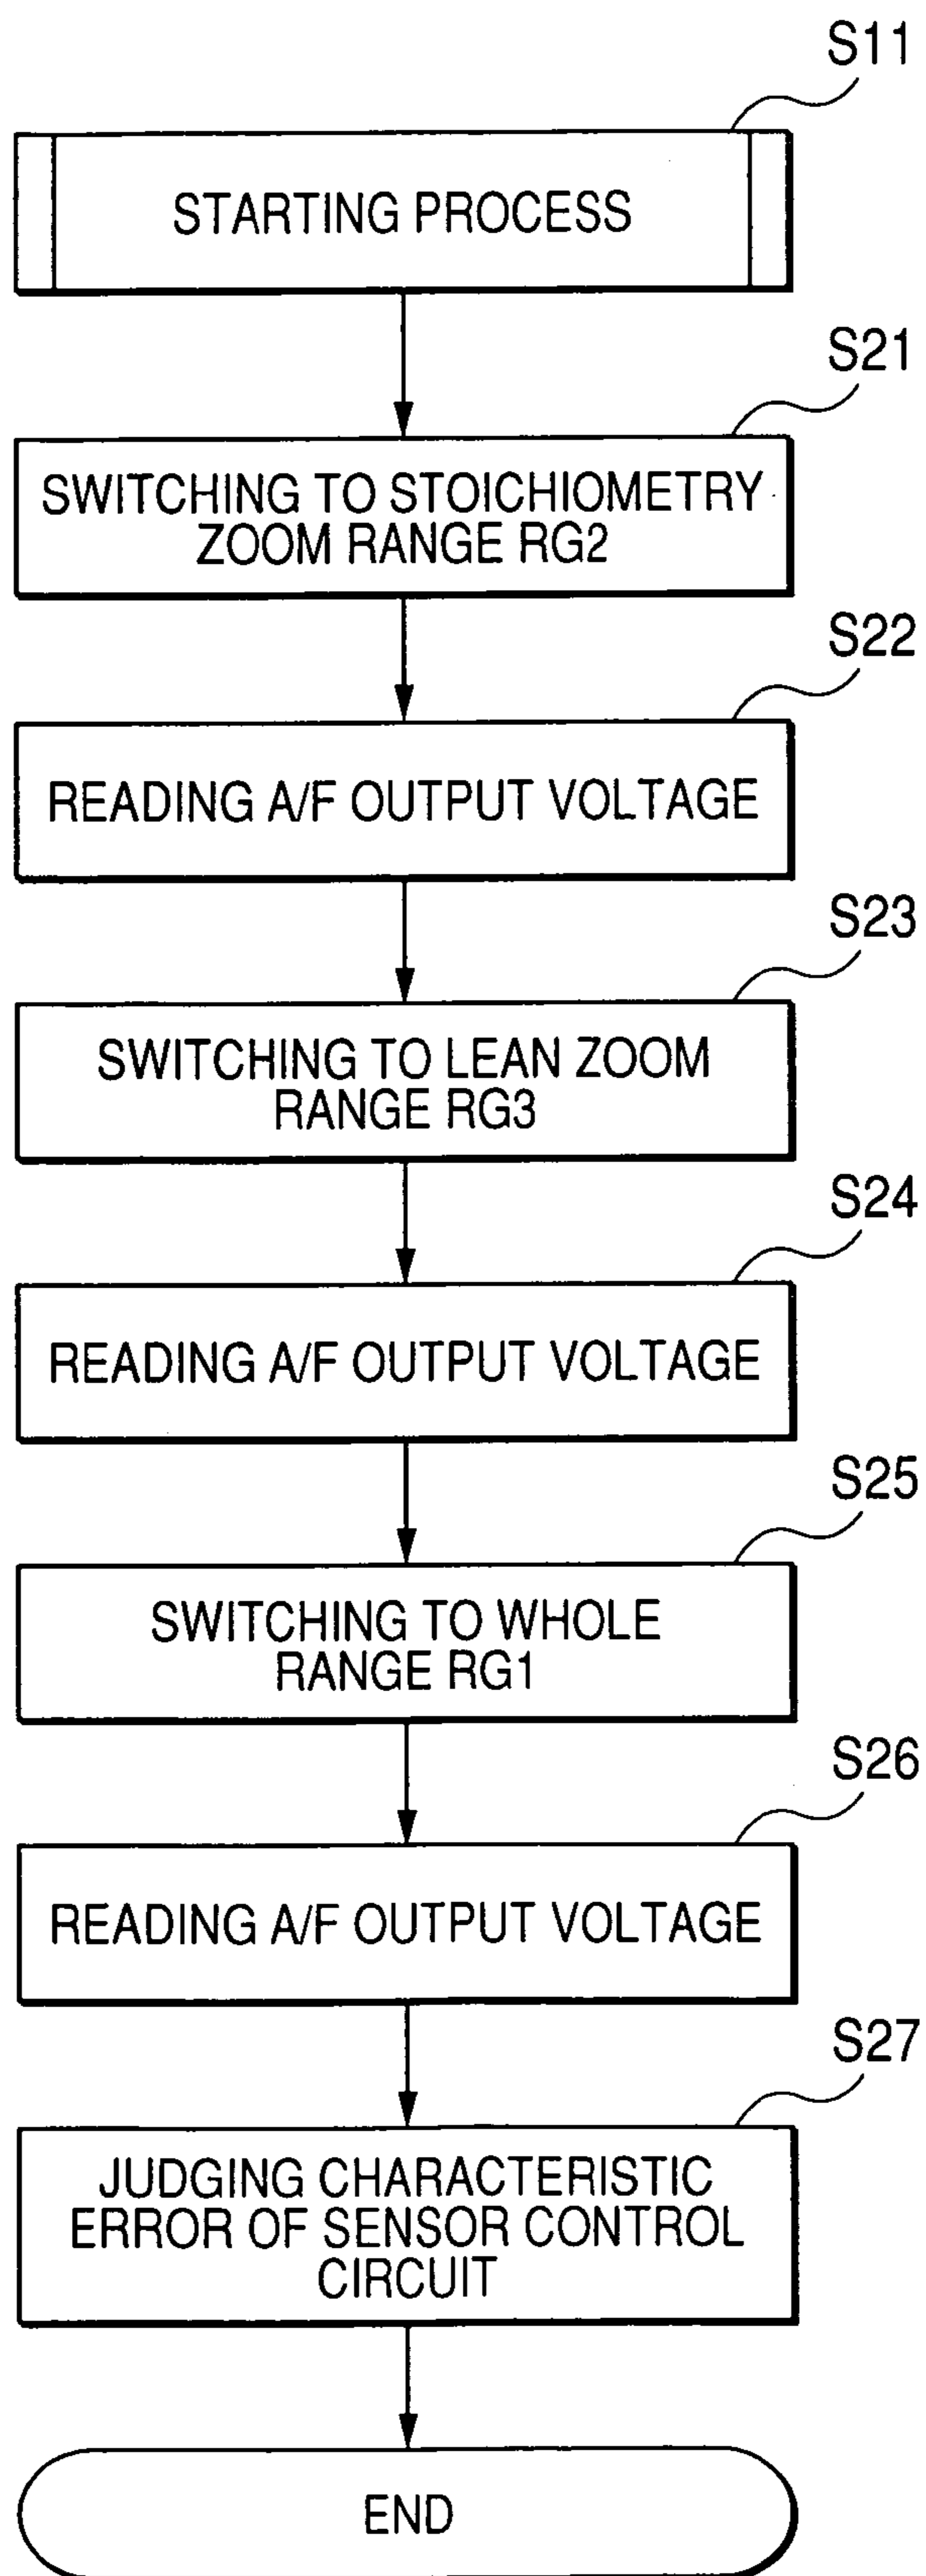 S11
STARTING PROCESS
S21
SWITCHING TO STOICHIOMETRY
ZOOM RANGE RG2
S22
READING A/F OUTPUT VOLTAGE
S23
SWITCHING TO LEAN ZOOM
RANGE RG3
S24
READING A/F OUTPUT VOLTAGE
S25
SWITCHING TO WHOLE
RANGE RG1
S26
READING A/F OUTPUT VOLTAGE
S27
JUDGING CHARACTERISTIC
ERROR OF SENSOR CONTROL
CIRCUIT
END